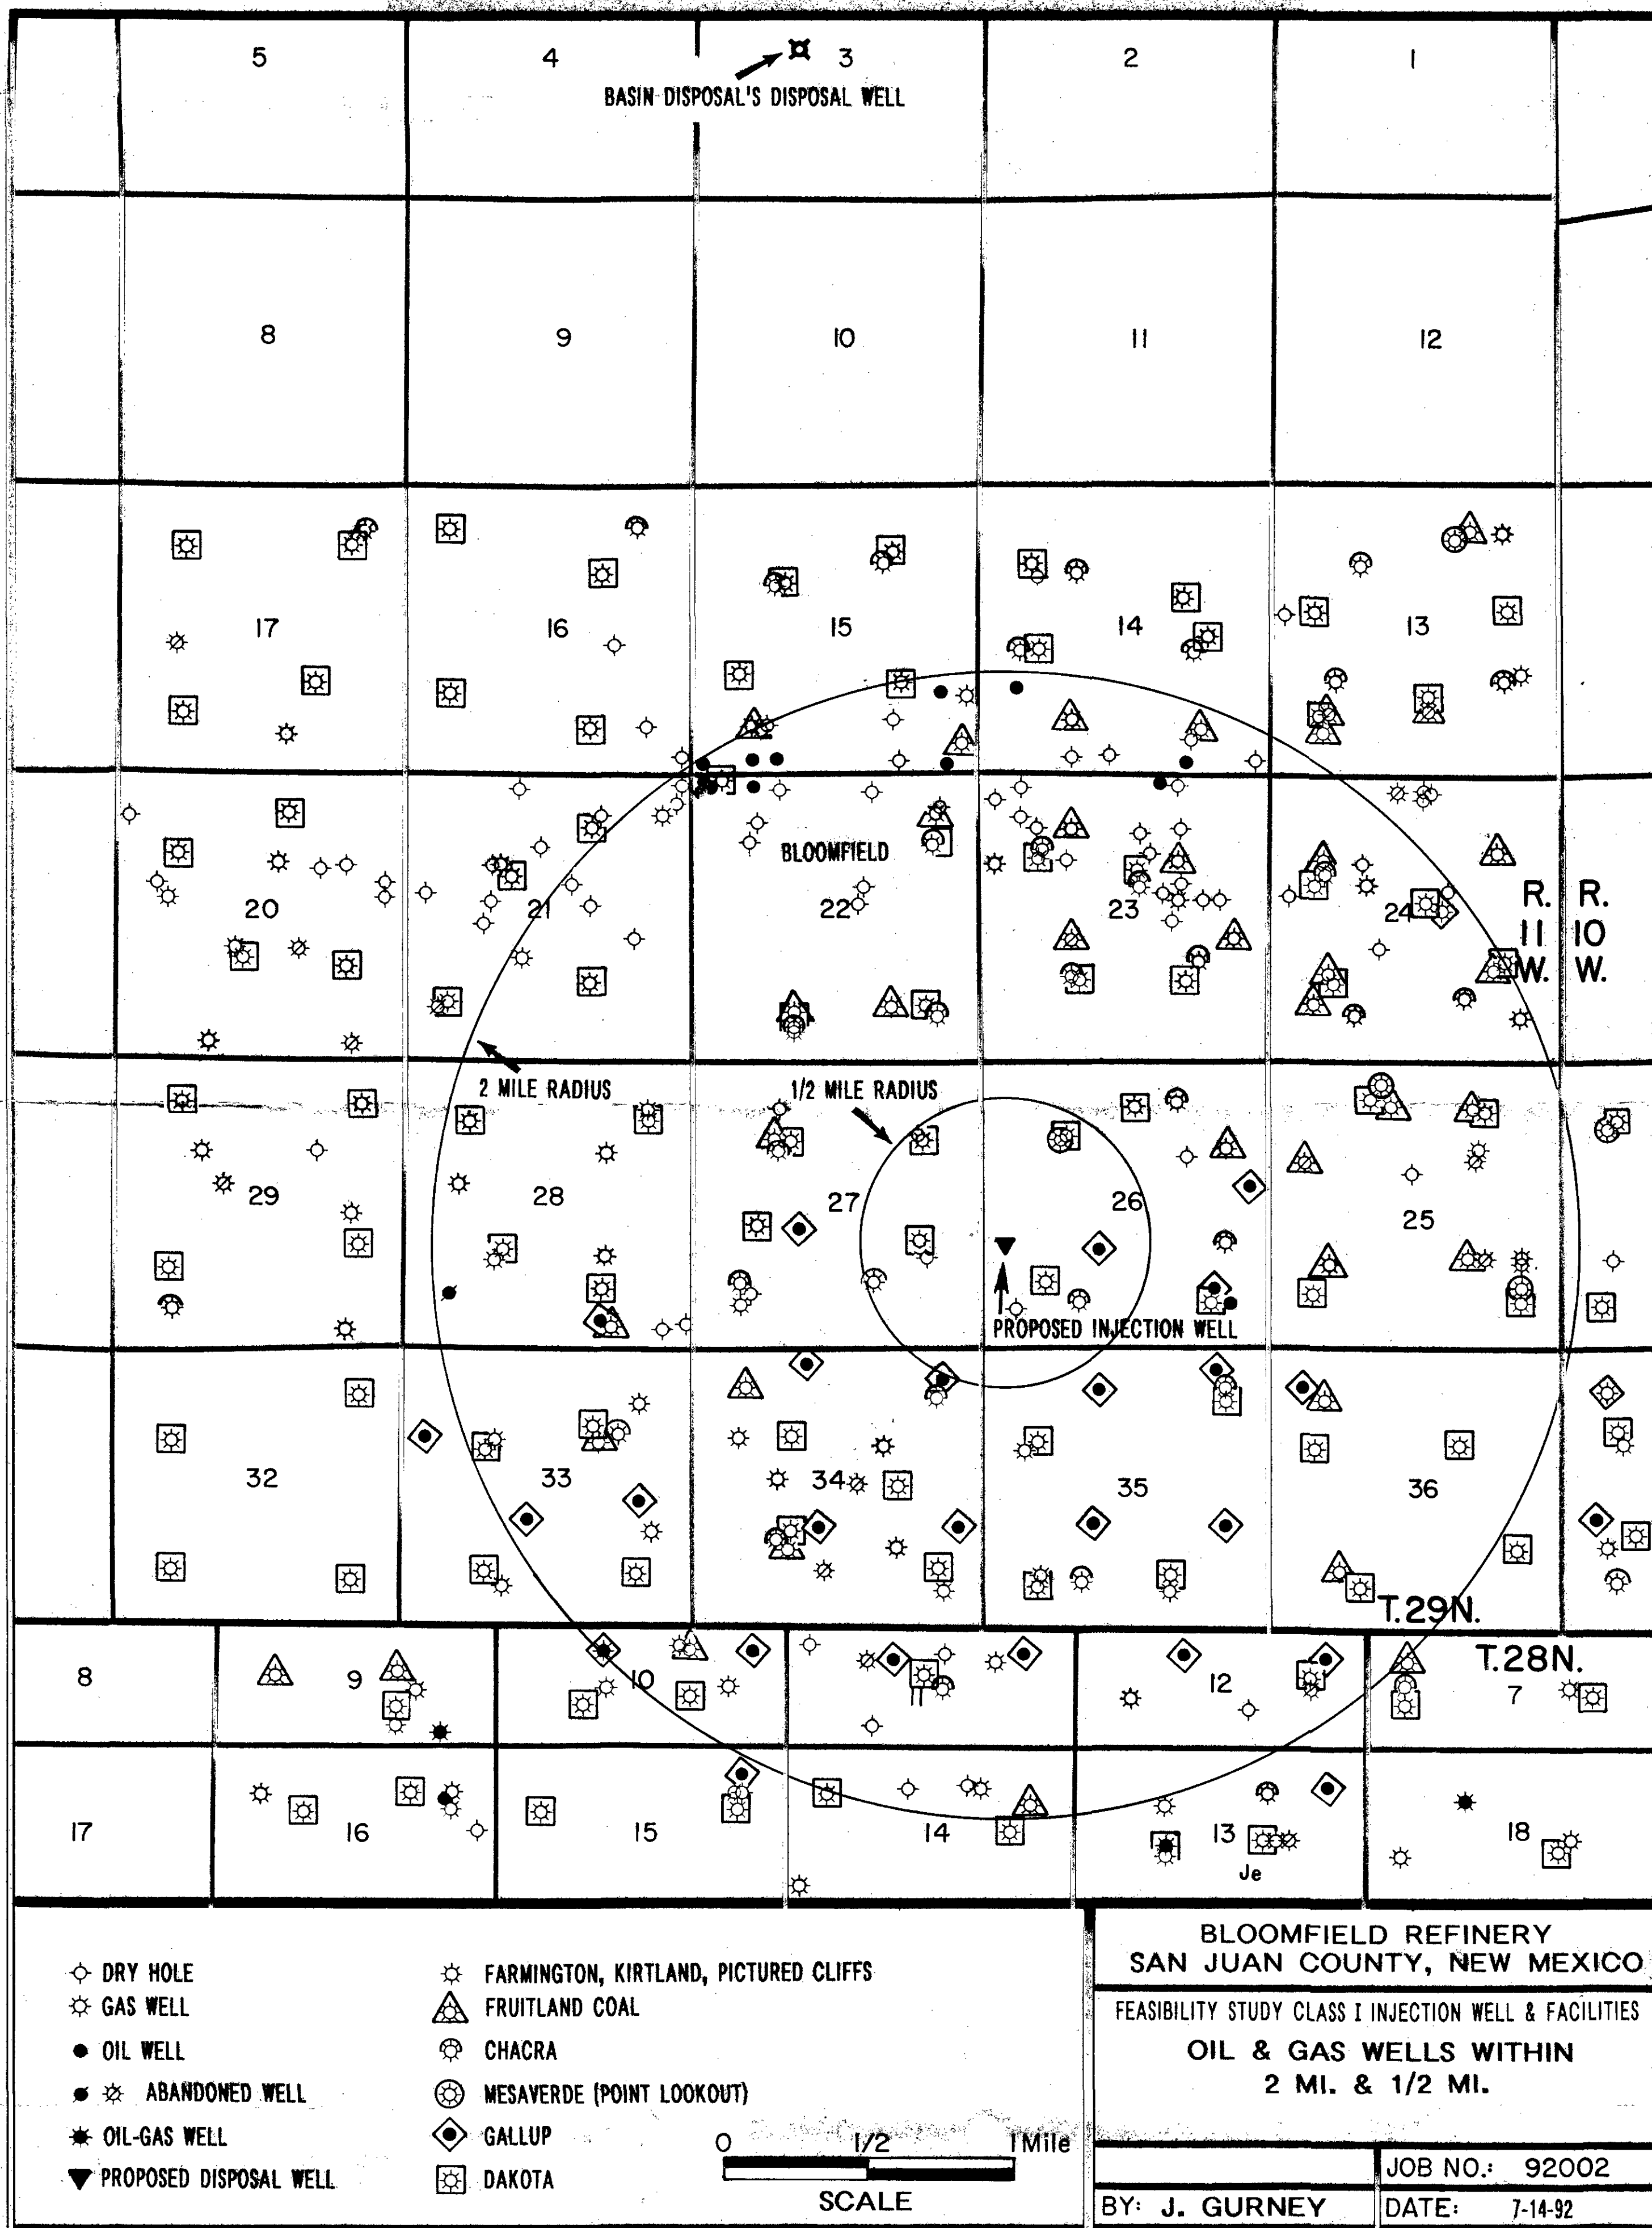 5 4 3 2 1
BASIN DISPOSAL'S DISPOSAL WELL
8 9 10 11 12
17 16 15 14 13
BLOOMFIELD
20 21 22 23 24
R. R.
11 10
W. W.
2 MILE RADIUS 1/2 MILE RADIUS
29 28 27 26 25
PROPOSED INJECTION WELL
32 33 34 35 36
T.29N.
T.28N.
8 9 10 11 12 7
17 16 15 14 13 18
Je
DRY HOLE
GAS WELL
OIL WELL
ABANDONED WELL
OIL-GAS WELL
PROPOSED DISPOSAL WELL
FARMINGTON, KIRTLAND, PICTURED CLIFFS
FRUITLAND COAL
CHACRA
MESAVERDE (POINT LOOKOUT)
GALLUP
DAKOTA
0 1/2 1 Mile
SCALE
BLOOMFIELD REFINERY
SAN JUAN COUNTY, NEW MEXICO
FEASIBILITY STUDY CLASS I INJECTION WELL & FACILITIES
OIL & GAS WELLS WITHIN
2 MI. & 1/2 MI.
JOB NO.: 92002
BY: J. GURNEY DATE: 7-14-92